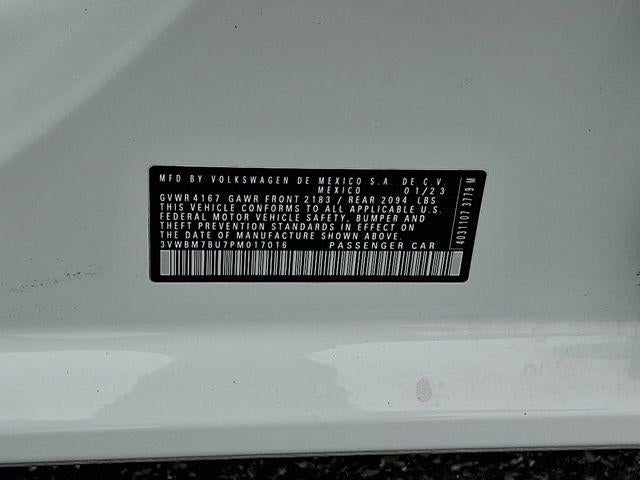 MFD BY VOLKSWAGEN DE MEXICO S.A. DE C.V.
MEXICO 01/23
GVWR 4167 GAWR FRONT 2183 / REAR 2094 LBS
THIS VEHICLE CONFORMS TO ALL APPLICABLE U.S.
FEDERAL MOTOR VEHICLE SAFETY, BUMPER AND
THEFT PREVENTION STANDARDS IN EFFECT ON
THE DATE OF MANUFACTURE SHOWN ABOVE.
3VWBM7BU7PM017016 PASSENGER CAR
4031107 3779 M